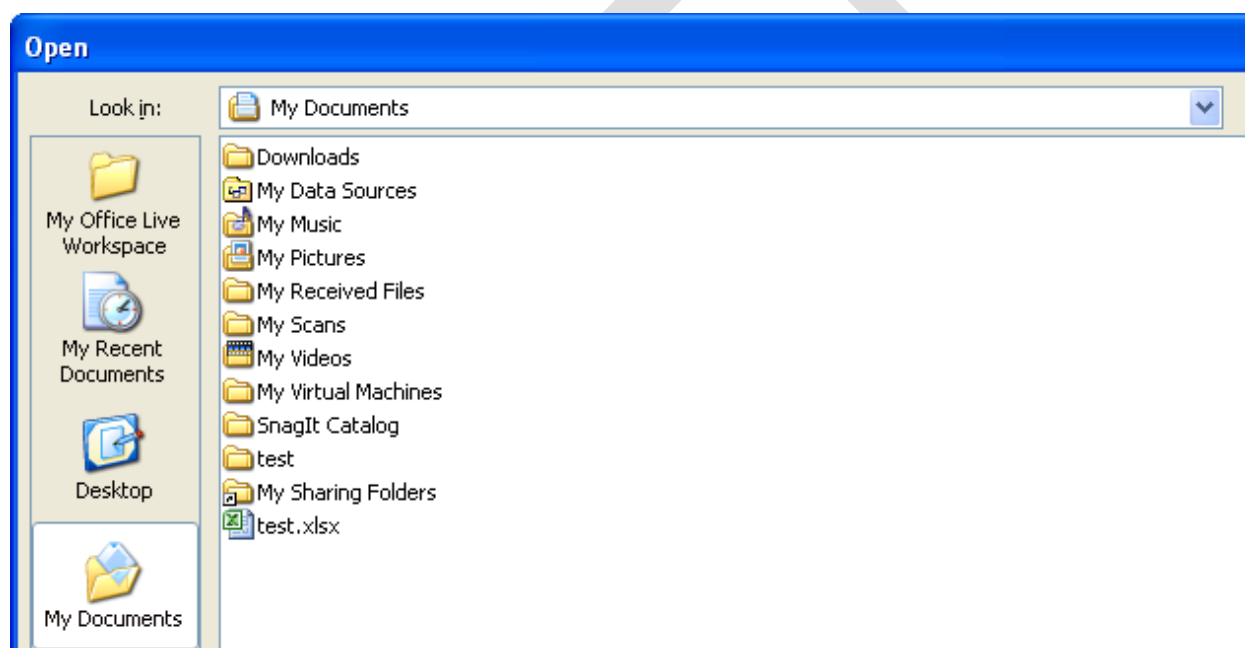 Open
Look in:
My Documents
My Office Live
Workspace
My Recent
Documents
Desktop
My Documents
Downloads
My Data Sources
My Music
My Pictures
My Received Files
My Scans
My Videos
My Virtual Machines
SnagIt Catalog
test
My Sharing Folders
test.xlsx